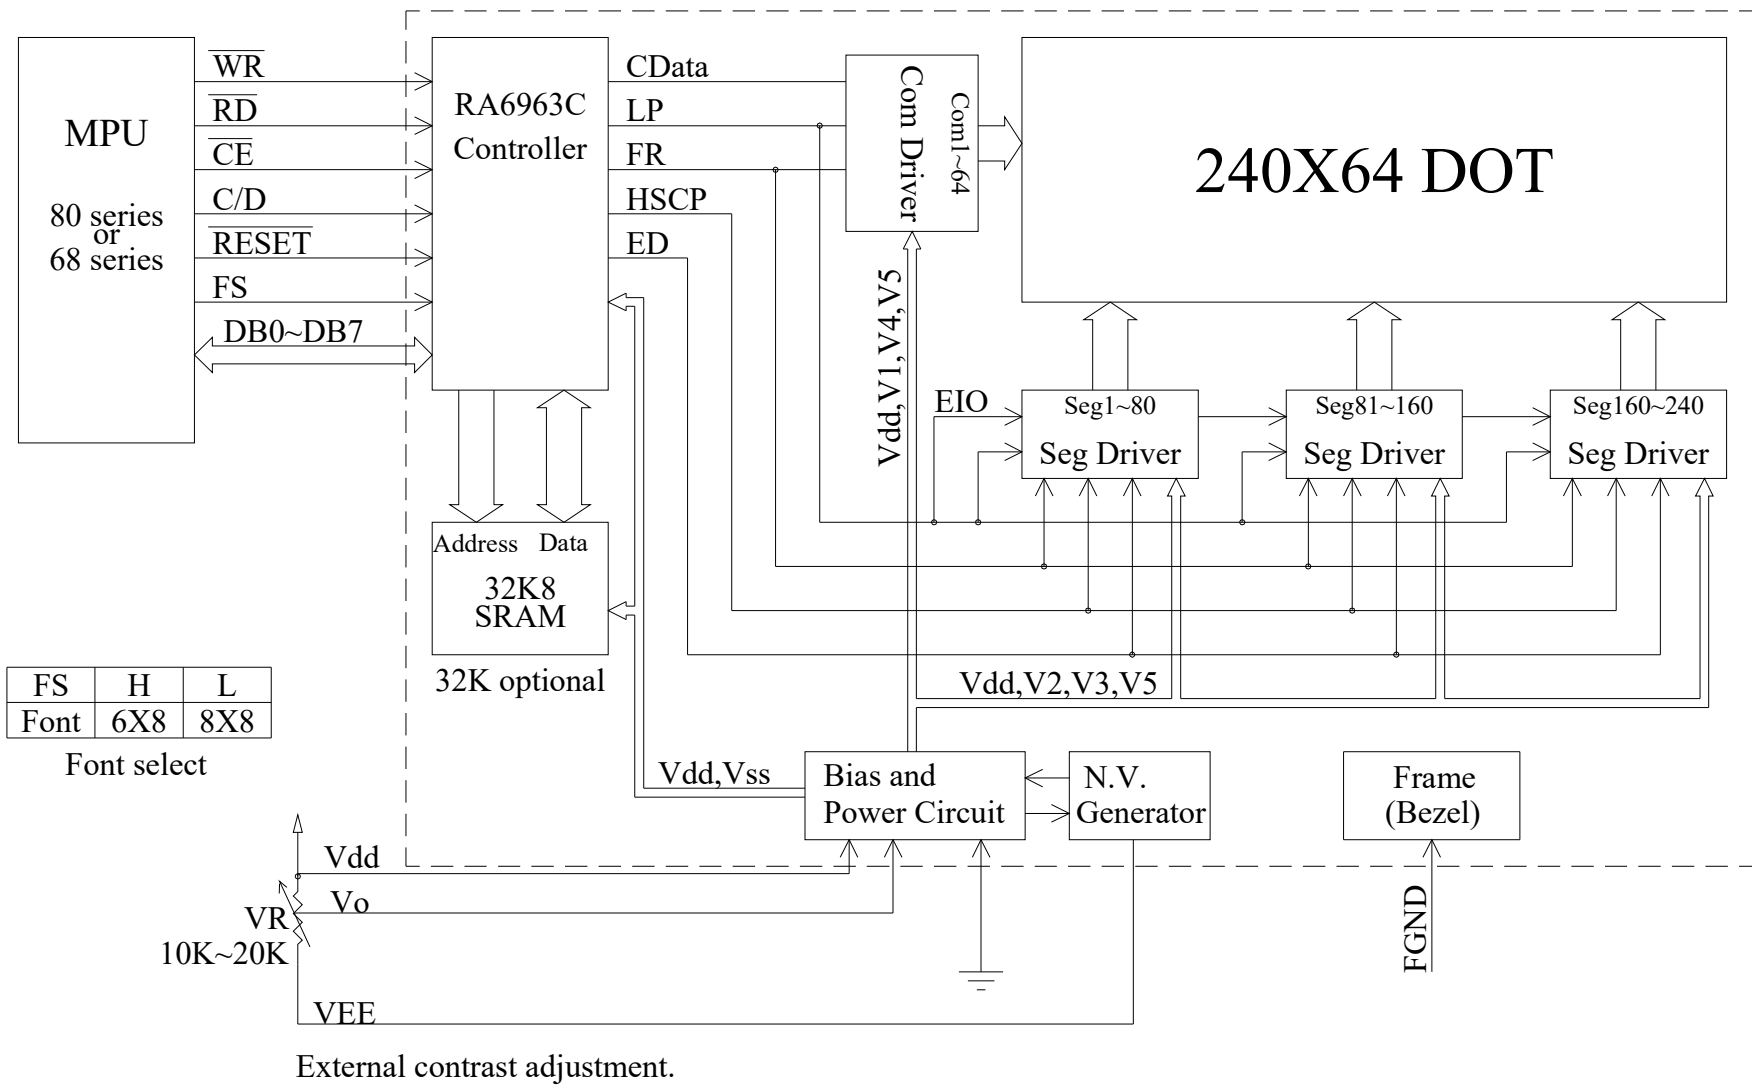 MPU
80 series
or
68 series
WR
RD
CE
C/D
RESET
FS
DB0~DB7
RA6963C
Controller
CData
LP
FR
HSCP
ED
Com Driver
Com1~64
240X64 DOT
Vdd,V1,V4,V5
EIO
Seg1~80
Seg Driver
Seg81~160
Seg Driver
Seg160~240
Seg Driver
Address Data
32K8
SRAM
32K optional
Vdd,V2,V3,V5
FS H L
Font 6X8 8X8
Font select
Vdd,Vss
Bias and
Power Circuit
N.V.
Generator
Frame
(Bezel)
FGND
Vdd
Vo
VR
10K~20K
VEE
External contrast adjustment.